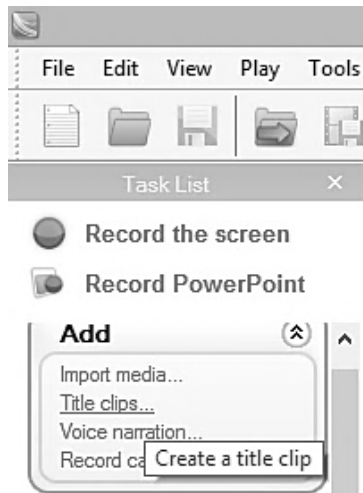 File Edit View Play Tools
Task List ×
Record the screen
Record PowerPoint
Add
Import media...
Title clips...
Voice narration...
Record ca
Create a title clip